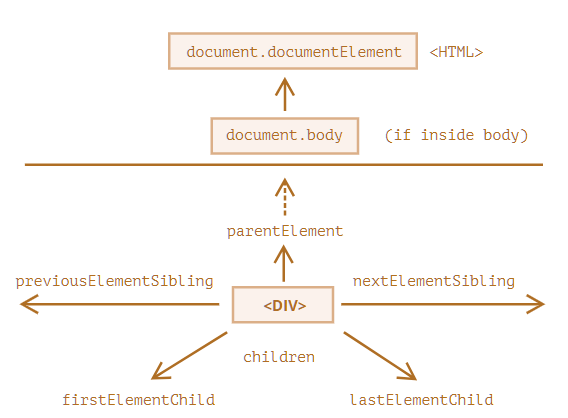 document.documentElement <HTML>
document.body (if inside body)
parentElement
previousElementSibling nextElementSibling
<DIV>
children
firstElementChild lastElementChild